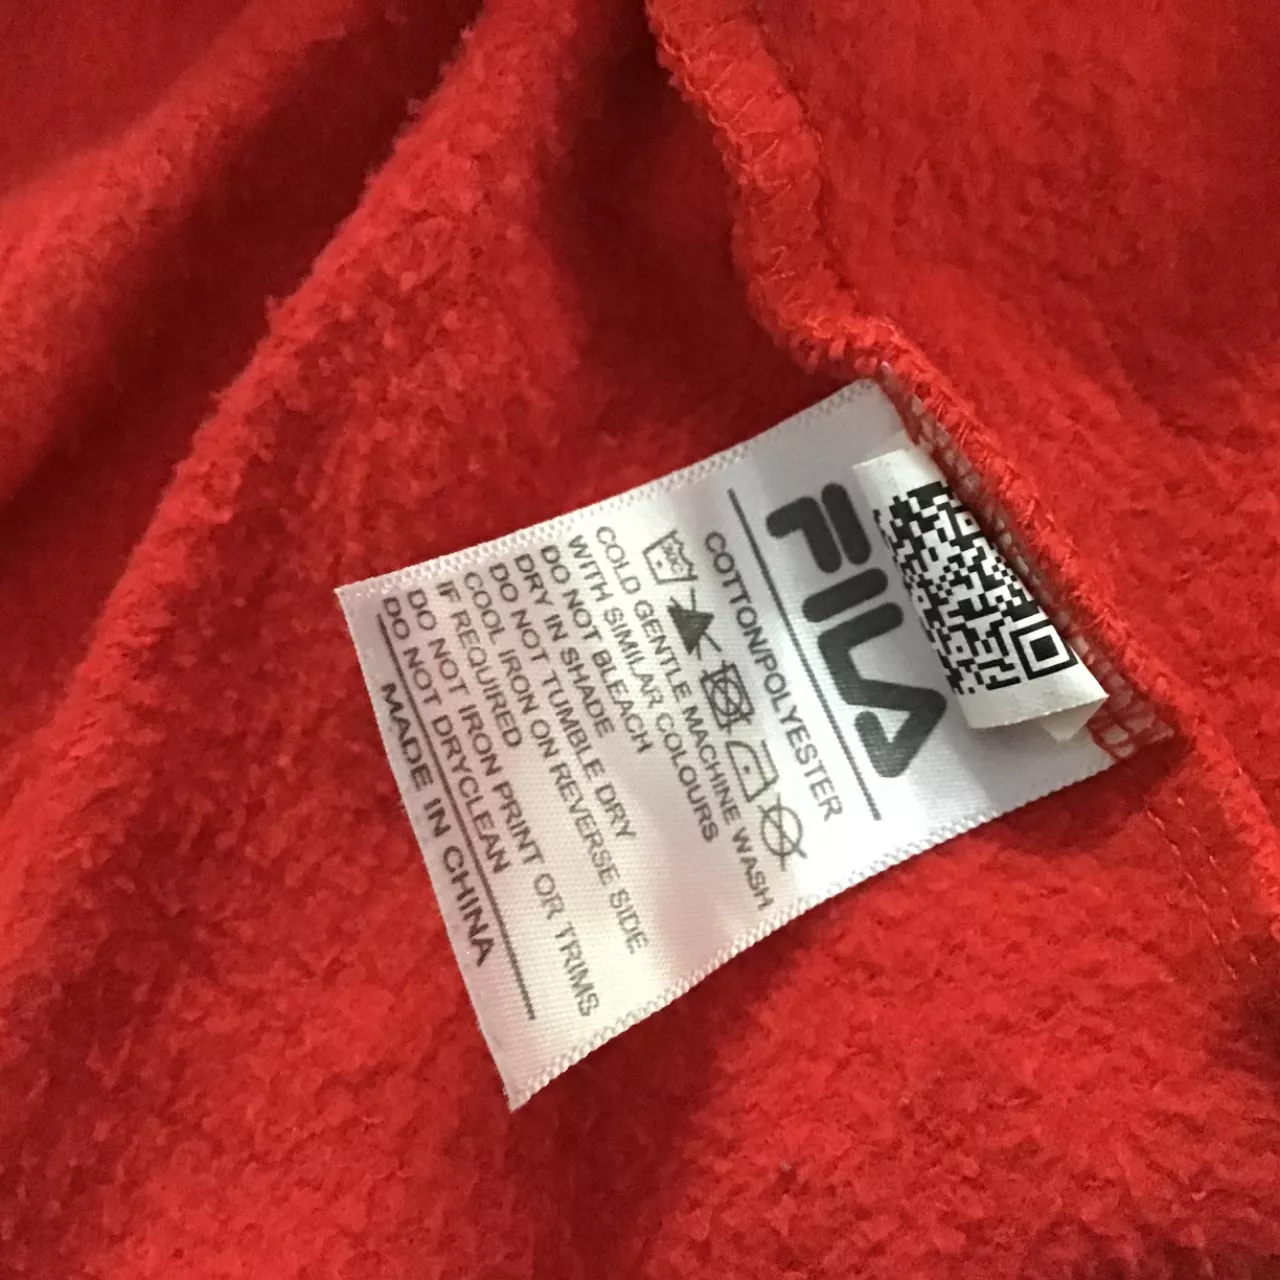 FILA
COTTON/POLYESTER
COLD GENTLE MACHINE WASH
WITH SIMILAR COLOURS
DO NOT BLEACH
DRY IN SHADE
DO NOT TUMBLE DRY
COOL IRON ON REVERSE SIDE
IF REQUIRED
DO NOT IRON PRINT OR TRIMS
DO NOT DRYCLEAN
MADE IN CHINA